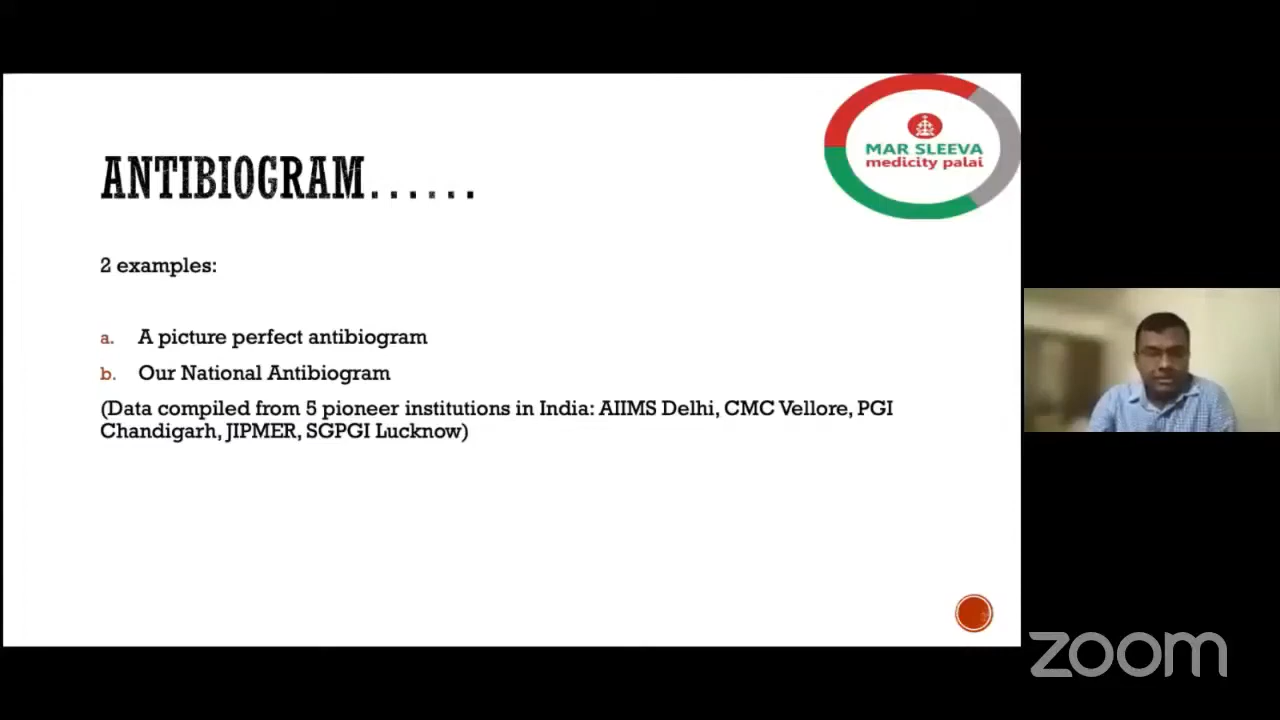 MAR SLEEVA
medicity palai
ANTIBIOGRAM......
2 examples:
a. A picture perfect antibiogram
b. Our National Antibiogram
(Data compiled from 5 pioneer institutions in India: AIIMS Delhi, CMC Vellore, PGI
Chandigarh, JIPMER, SGPGI Lucknow)
zoom